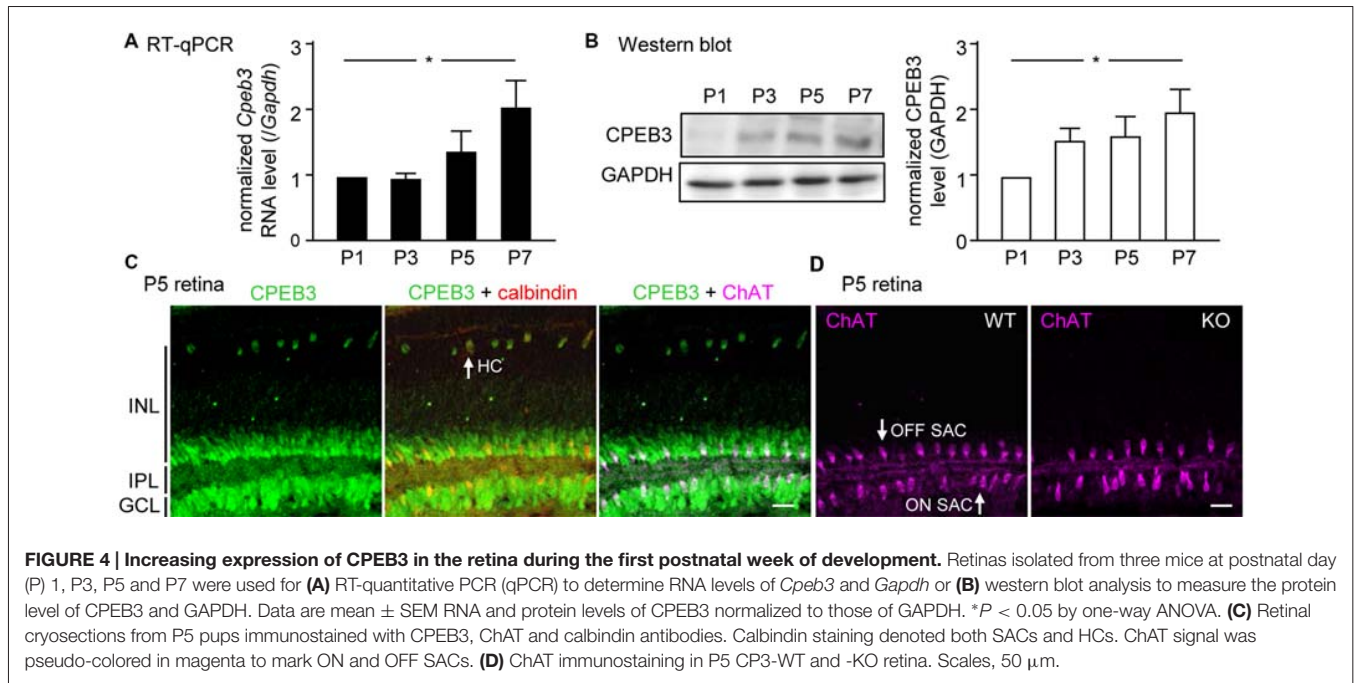 A RT-qPCR
normalized Cpeb3
RNA level (/Gapdh)
3
2
1
0
*
P1 P3 P5 P7
B Western blot
P1 P3 P5 P7
CPEB3
GAPDH
normalized CPEB3
level (GAPDH)
3
2
1
0
*
P1 P3 P5 P7
C
P5 retina
CPEB3
CPEB3 + calbindin
CPEB3 + ChAT
HC
INL
IPL
GCL
D
P5 retina
ChAT WT
OFF SAC
ON SAC
ChAT KO
FIGURE 4 | Increasing expression of CPEB3 in the retina during the first postnatal week of development. Retinas isolated from three mice at postnatal day
(P) 1, P3, P5 and P7 were used for (A) RT-quantitative PCR (qPCR) to determine RNA levels of Cpeb3 and Gapdh or (B) western blot analysis to measure the protein
level of CPEB3 and GAPDH. Data are mean ± SEM RNA and protein levels of CPEB3 normalized to those of GAPDH. *P < 0.05 by one-way ANOVA. (C) Retinal
cryosections from P5 pups immunostained with CPEB3, ChAT and calbindin antibodies. Calbindin staining denoted both SACs and HCs. ChAT signal was
pseudo-colored in magenta to mark ON and OFF SACs. (D) ChAT immunostaining in P5 CP3-WT and -KO retina. Scales, 50 μm.